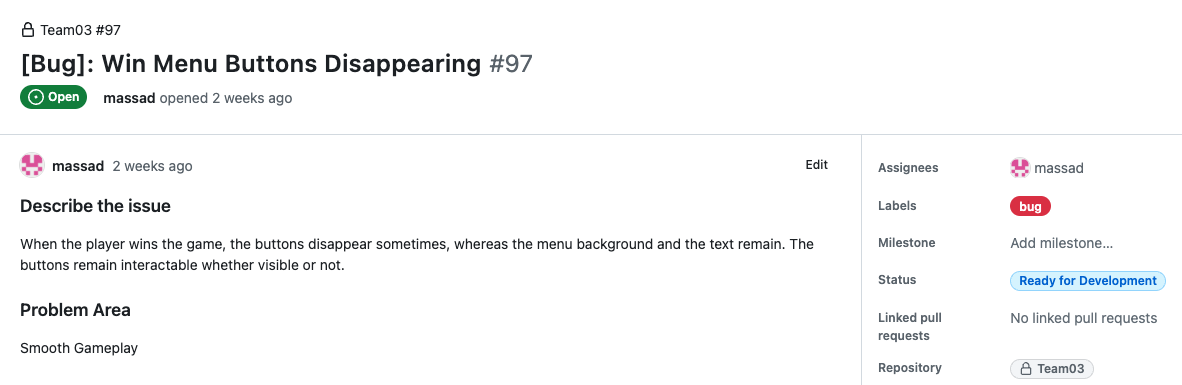 Team03 #97
[Bug]: Win Menu Buttons Disappearing #97
Open massad opened 2 weeks ago
massad 2 weeks ago Edit
Describe the issue
When the player wins the game, the buttons disappear sometimes, whereas the menu background and the text remain. The
buttons remain interactable whether visible or not.
Problem Area
Smooth Gameplay
Assignees massad
Labels bug
Milestone Add milestone...
Status Ready for Development
Linked pull No linked pull requests
requests
Repository Team03